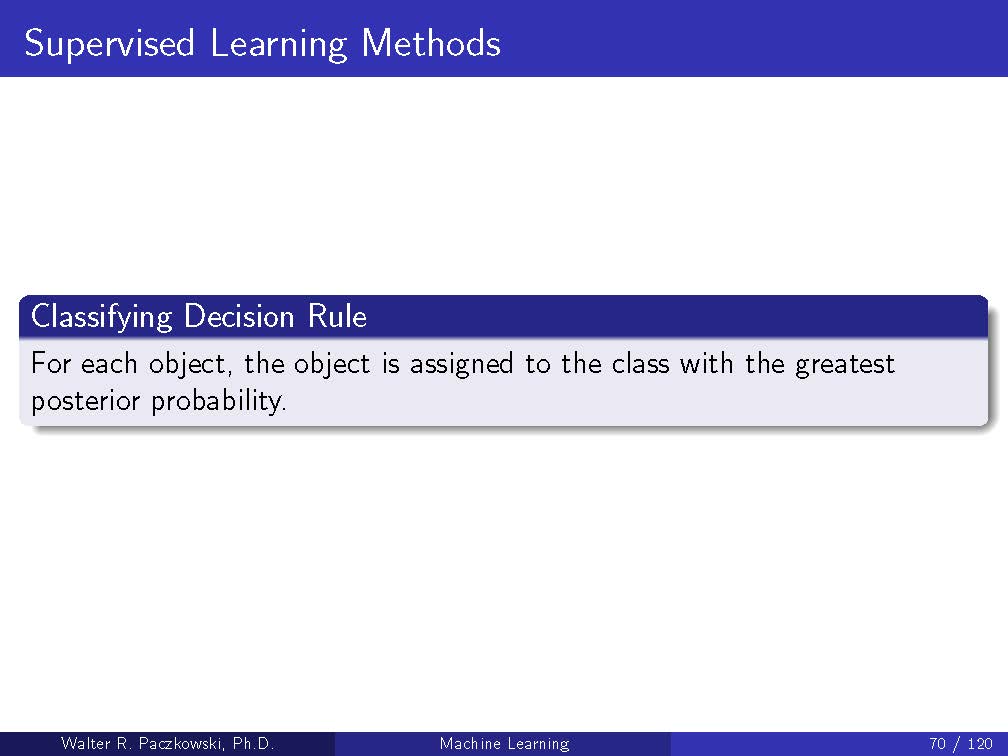 Supervised Learning Methods
Classifying Decision Rule
For each object, the object is assigned to the class with the greatest
posterior probability.
Walter R. Paczkowski, Ph.D.
Machine Learning
70 / 120